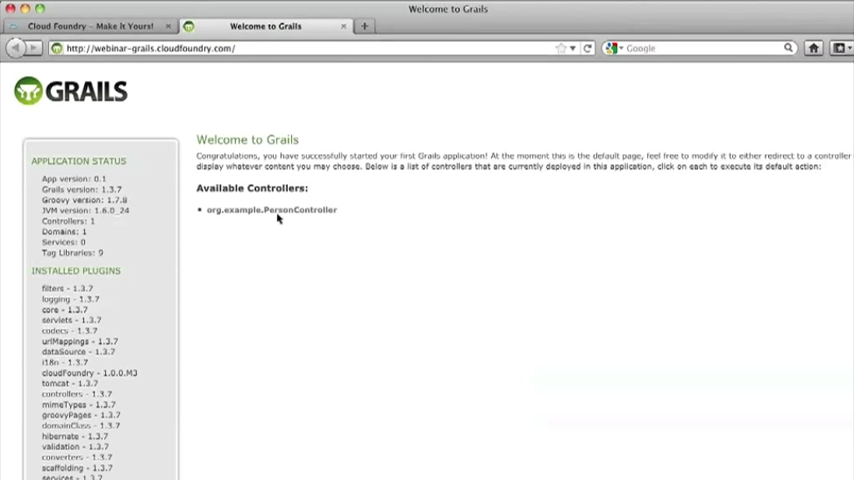 Welcome to Grails
Cloud Foundry – Make It Yours!
Welcome to Grails
http://webinar-grails.cloudfoundry.com/
Google
GRAILS
APPLICATION STATUS
App version: 0.1
Grails version: 1.3.7
Groovy version: 1.7.8
JVM version: 1.6.0_24
Controllers: 1
Domains: 1
Services: 0
Tag Libraries: 9
INSTALLED PLUGINS
filters - 1.3.7
logging - 1.3.7
core - 1.3.7
servlets - 1.3.7
codecs - 1.3.7
urlMappings - 1.3.7
dataSource - 1.3.7
i18n - 1.3.7
cloudFoundry - 1.0.0.M3
tomcat - 1.3.7
controllers - 1.3.7
mimeTypes - 1.3.7
groovyPages - 1.3.7
domainClass - 1.3.7
hibernate - 1.3.7
validation - 1.3.7
converters - 1.3.7
scaffolding - 1.3.7
services - 1.3.7
Welcome to Grails
Congratulations, you have successfully started your first Grails application! At the moment this is the default page, feel free to modify it to either redirect to a controller
display whatever content you may choose. Below is a list of controllers that are currently deployed in this application, click on each to execute its default action:
Available Controllers:
• org.example.PersonController